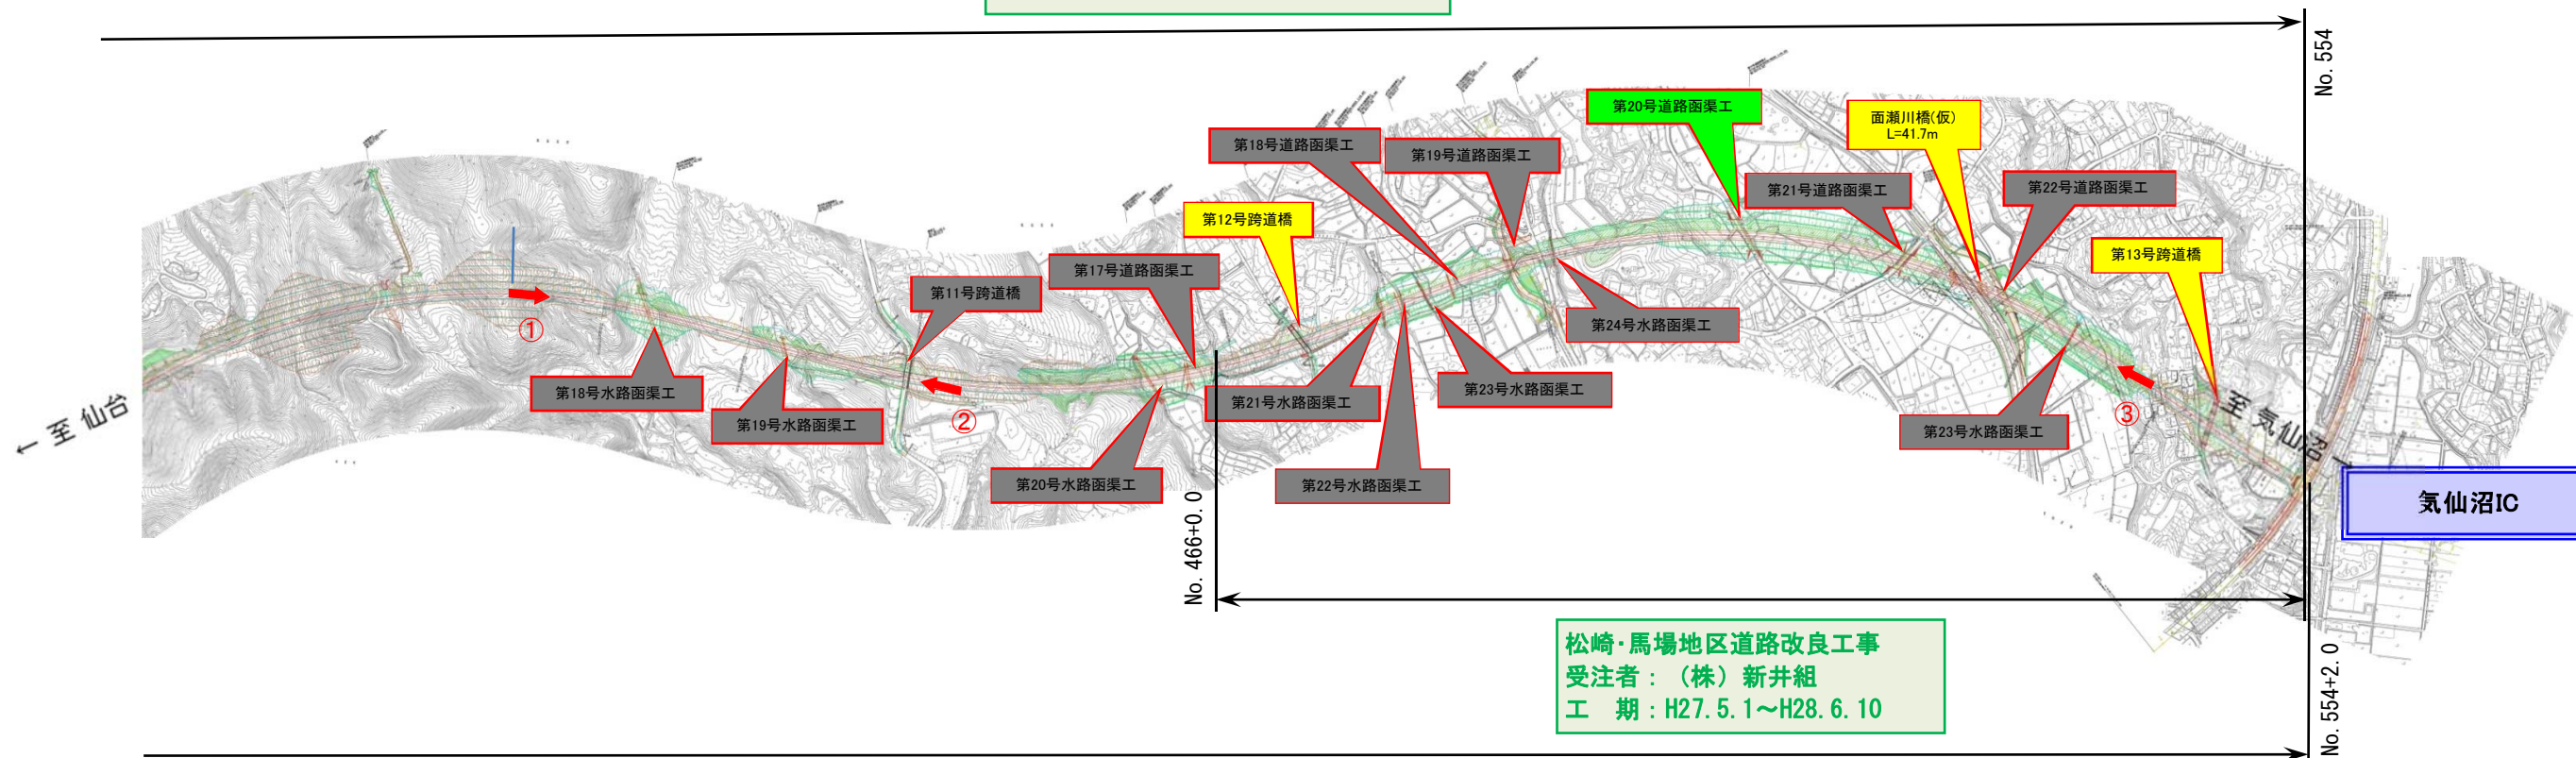 No. 554
第20号道路函渠工
面瀬川橋(仮)
L=41.7m
第18号道路函渠工
第19号道路函渠工
第21号道路函渠工
第22号道路函渠工
第12号跨道橋
第13号跨道橋
第17号道路函渠工
第11号跨道橋
①
第24号水路函渠工
第18号水路函渠工
第19号水路函渠工
②
第21号水路函渠工
第23号水路函渠工
③
第23号水路函渠工
← 至 仙台
至 気仙沼 →
第20号水路函渠工
第22号水路函渠工
気仙沼IC
No. 466+0. 0
松崎・馬場地区道路改良工事
受注者：（株）新井組
工　期：H27. 5. 1～H28. 6. 10
No. 554+2. 0